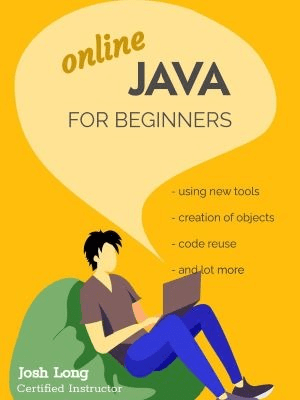 online
JAVA
FOR BEGINNERS
- using new tools
- creation of objects
- code reuse
- and lot more
Josh Long
Certified Instructor